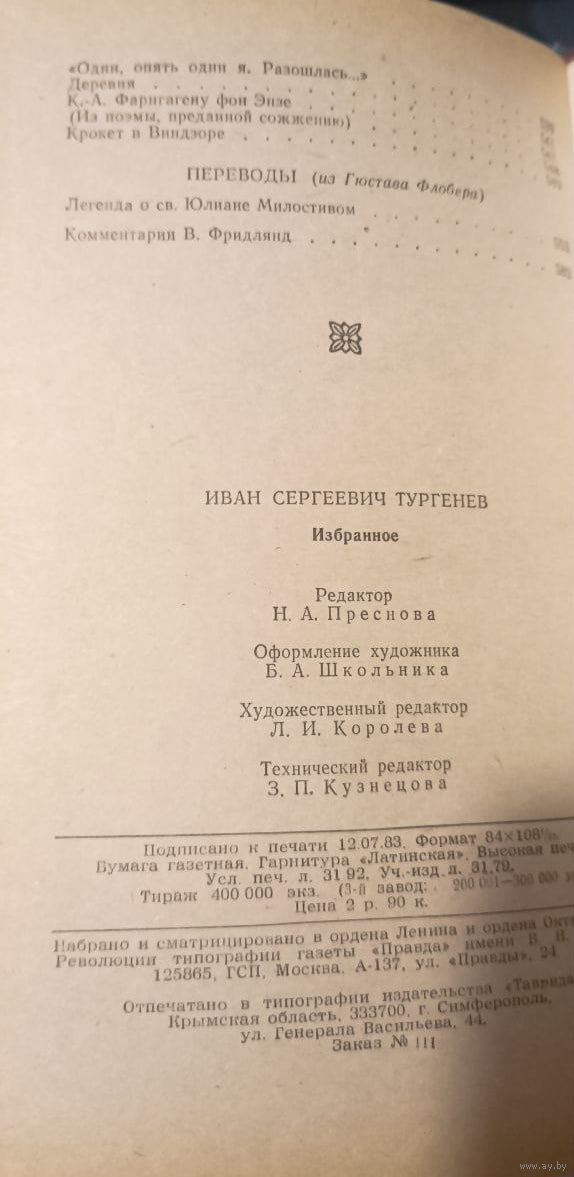 «Один, опять один я. Разошлась...»
Деревня
К.-А. Фарнгагену фон Энзе
(Из поэмы, преданной сожжению)
Крокет в Виндзоре
ПЕРЕВОДЫ (из Гюстава Флобера)
Легенда о св. Юлиане Милостивом
Комментарии В. Фридлянд
ИВАН СЕРГЕЕВИЧ ТУРГЕНЕВ
Избранное
Редактор
Н. А. Преснова
Оформление художника
Б. А. Школьника
Художественный редактор
Л. И. Королева
Технический редактор
З. П. Кузнецова
Подписано к печати 12.07.83. Формат 84×108
Бумага газетная. Гарнитура «Латинская». Высокая
Усл. печ. л. 31 92. Уч.-изд. л. 31,79.
Тираж 400 000 экз. (3-й завод: 200 001—300 000
Цена 2 р. 90 к.
Набрано и сматрицировано в ордена Ленина и ордена
Революции типографии газеты «Правда» имени В. И.
125865, ГСП, Москва, А-137, ул. «Правды», 24
Отпечатано в типографии издательства «Таврида»
Крымская область, 333700, г. Симферополь,
ул. Генерала Васильева, 44.
Заказ № 111
www.ay.by